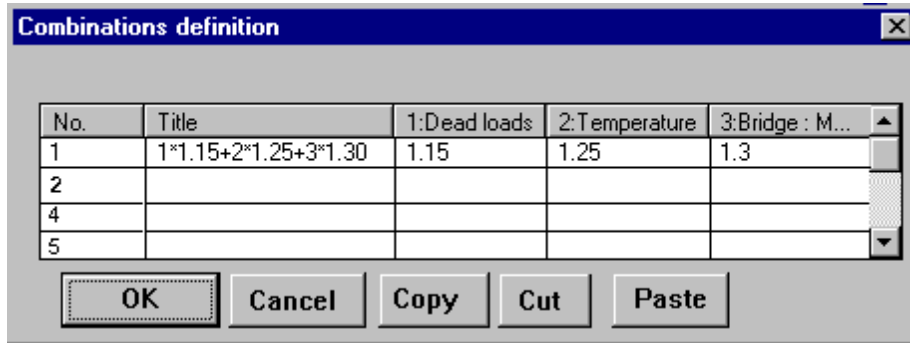 Combinations definition
No. Title 1:Dead loads 2:Temperature 3:Bridge : M...
1 1*1.15+2*1.25+3*1.30 1.15 1.25 1.3
2
4
5
OK Cancel Copy Cut Paste